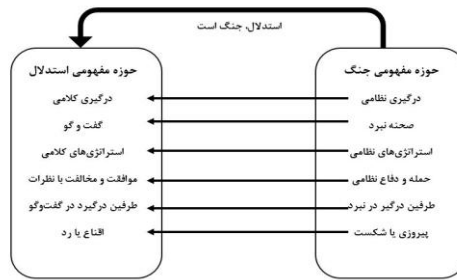 استدلال، جنگ است
حوزه مفهومی جنگ
درگیری نظامی
صحنه نبرد
استراتژی‌های نظامی
حمله و دفاع نظامی
طرفین درگیر در نبرد
پیروزی یا شکست
حوزه مفهومی استدلال
درگیری کلامی
گفت و گو
استراتژی‌های کلامی
موافقت و مخالفت با نظرات
طرفین درگیرد در گفت‌وگو
اقناع یا رد